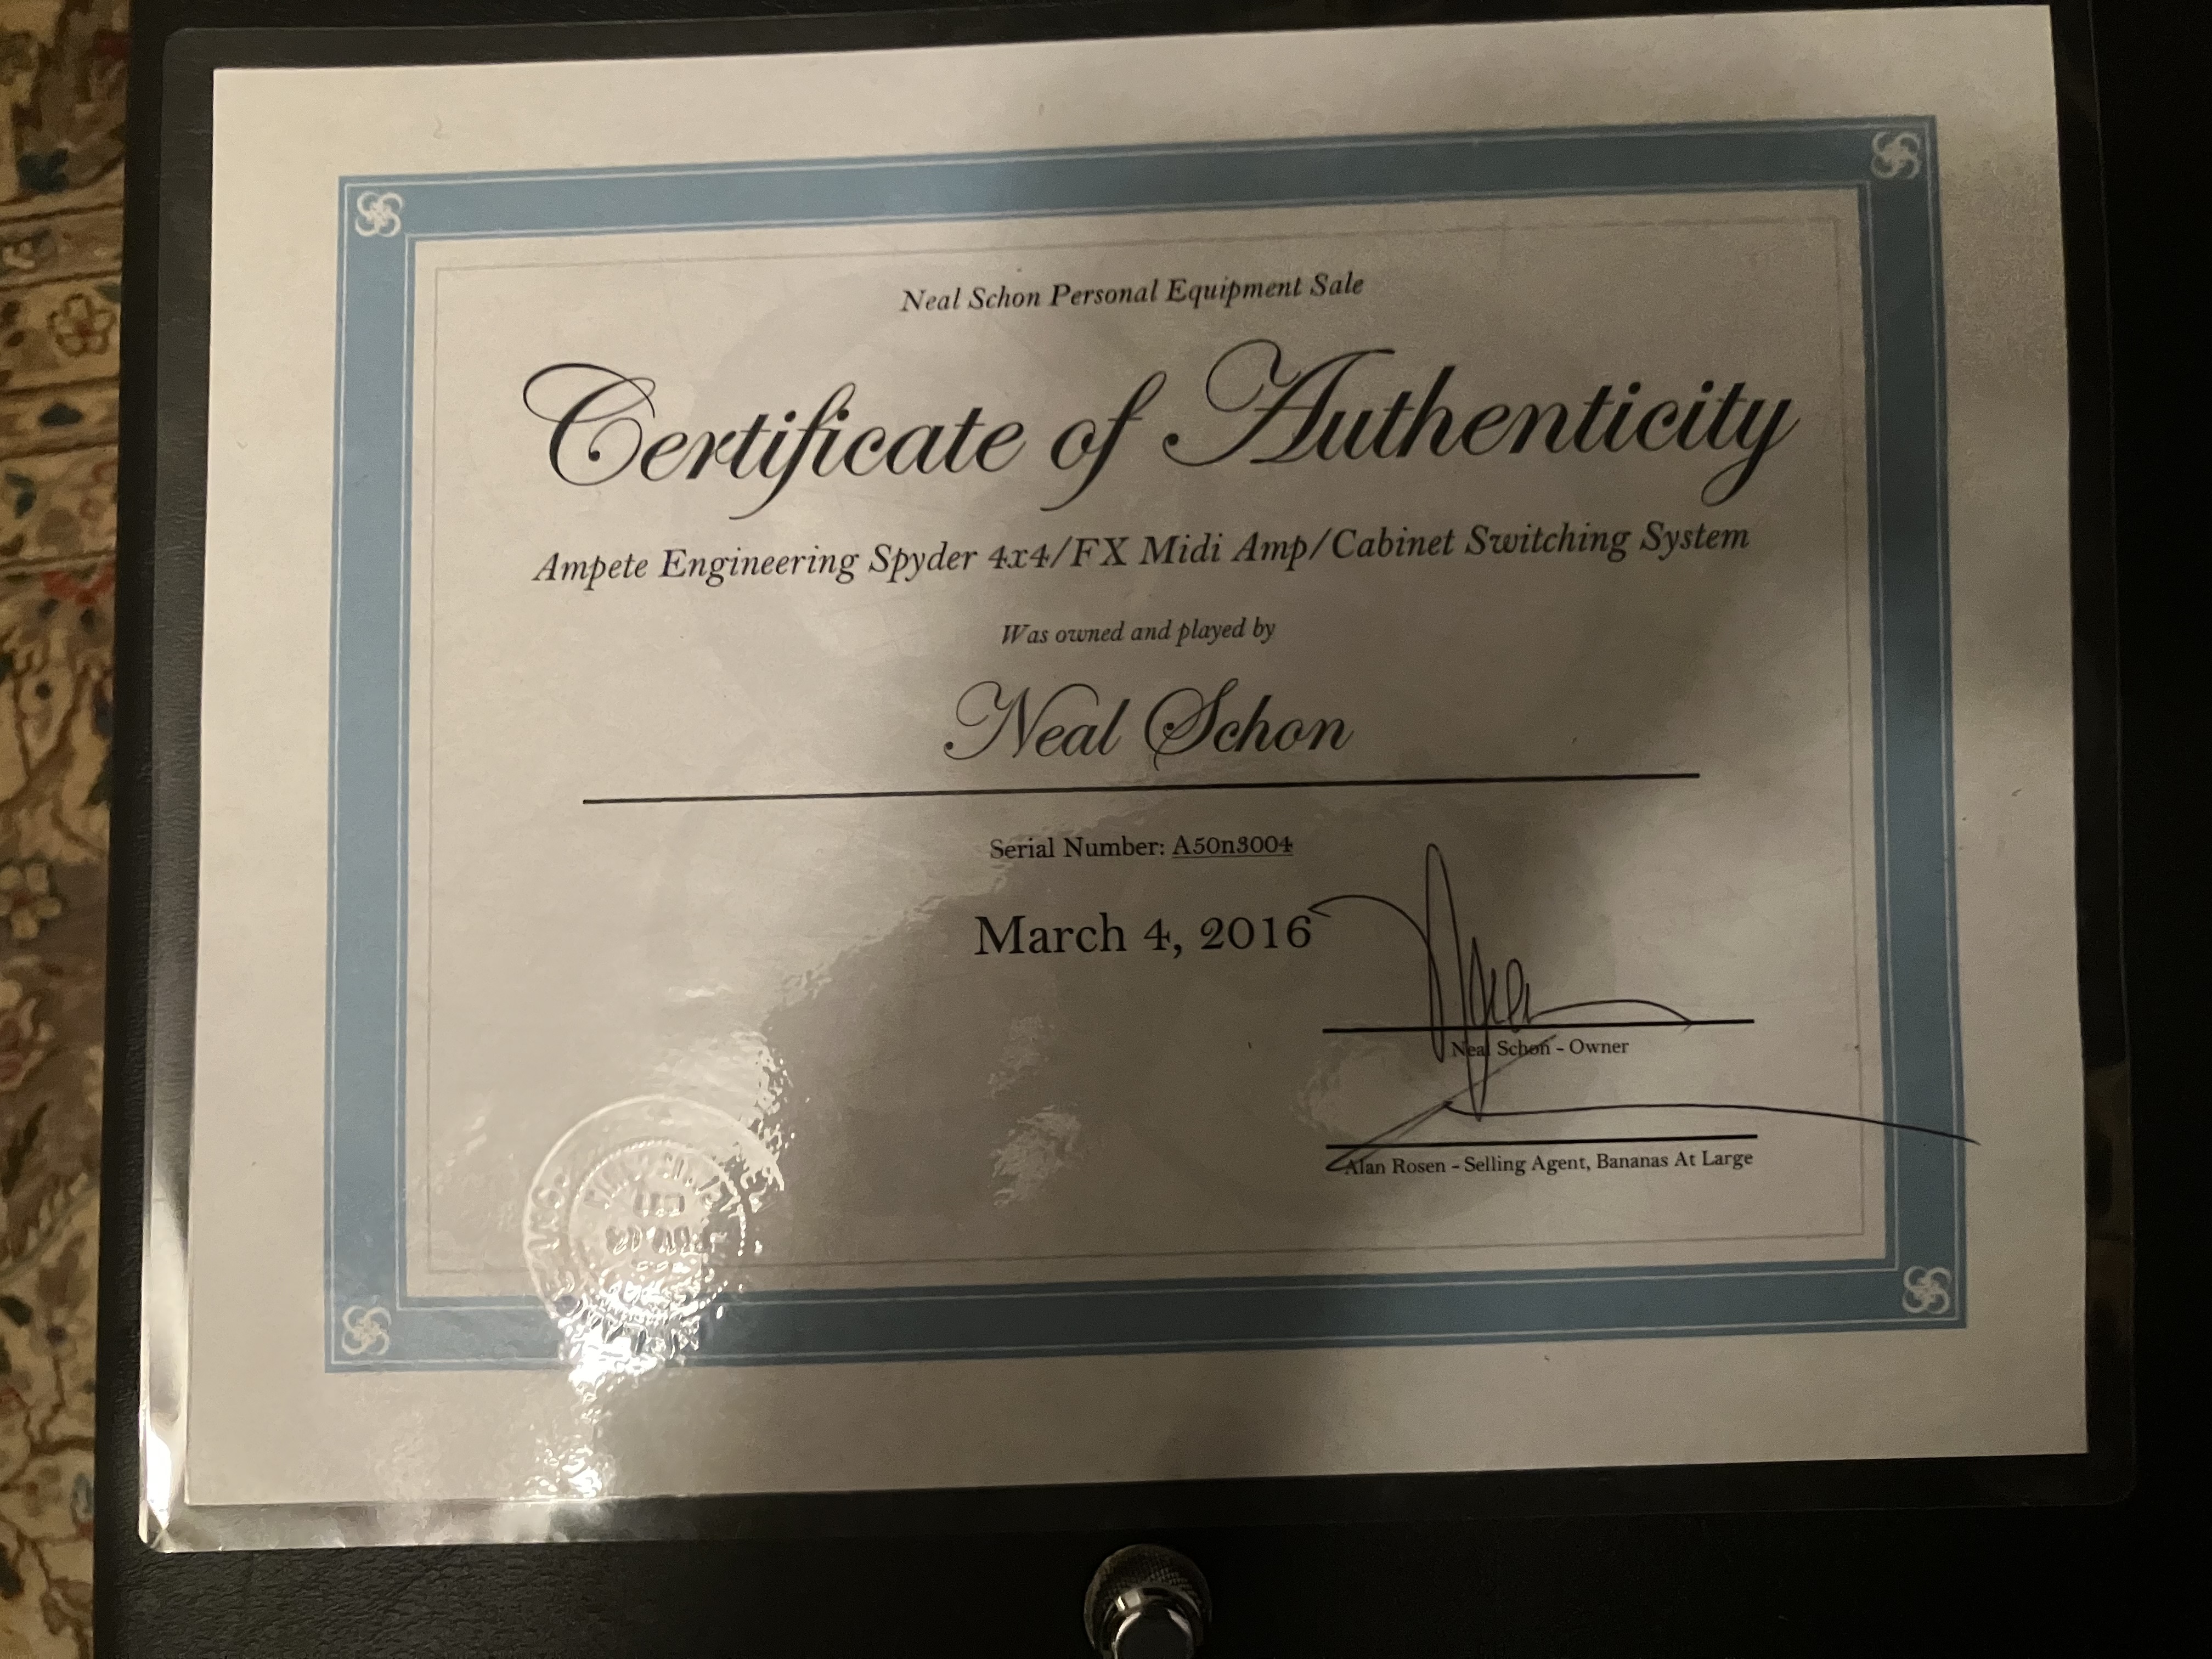 Neal Schon Personal Equipment Sale
Certificate of Authenticity
Ampete Engineering Spyder 4x4/FX Midi Amp/Cabinet Switching System
Was owned and played by
Neal Schon
Serial Number: A50n3004
March 4, 2016
Neal Schon - Owner
Alan Rosen - Selling Agent, Bananas At Large